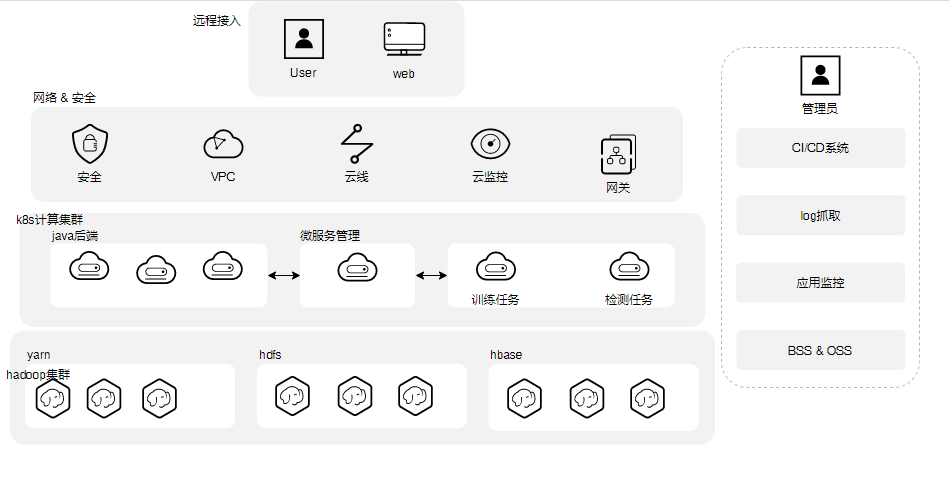 远程接入
User
web
网络 & 安全
安全
VPC
云线
云监控
网关
k8s计算集群
java后端
微服务管理
训练任务
检测任务
yarn
hdfs
hbase
hadoop集群
管理员
CI/CD系统
log抓取
应用监控
BSS & OSS